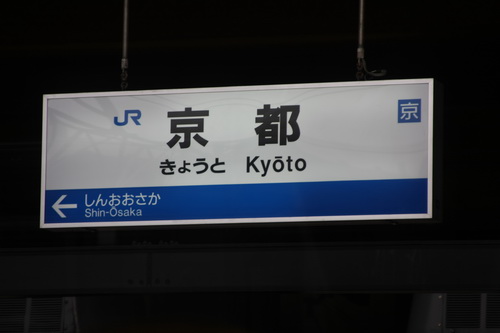 JR 京都 京
きょうと Kyōto
← しんおおさか
Shin-Osaka